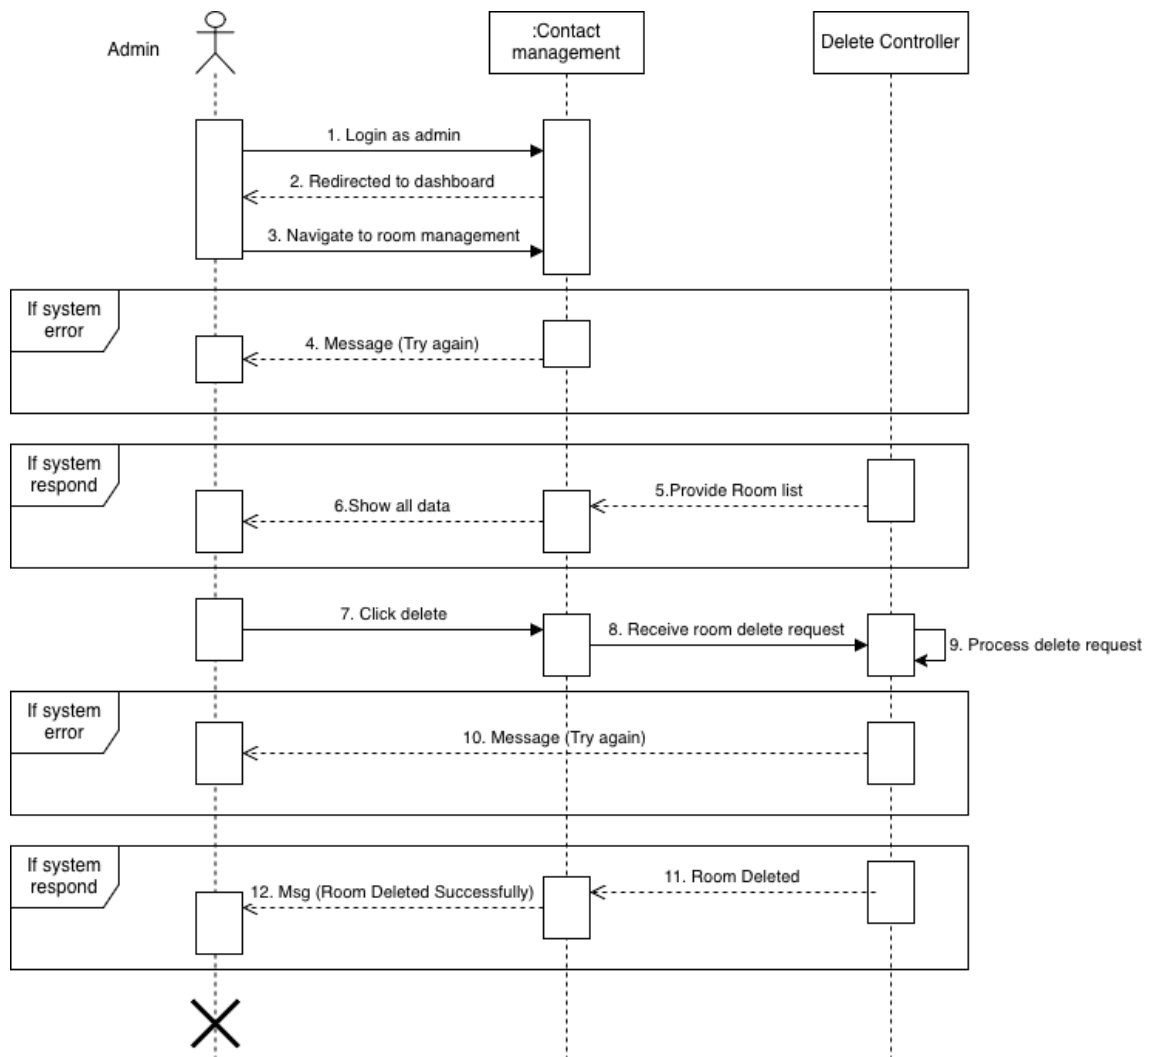 Admin
:Contact
management
Delete Controller
1. Login as admin
2. Redirected to dashboard
3. Navigate to room management
If system
error
4. Message (Try again)
If system
respond
5.Provide Room list
6.Show all data
7. Click delete
8. Receive room delete request
9. Process delete request
If system
error
10. Message (Try again)
If system
respond
11. Room Deleted
12. Msg (Room Deleted Successfully)